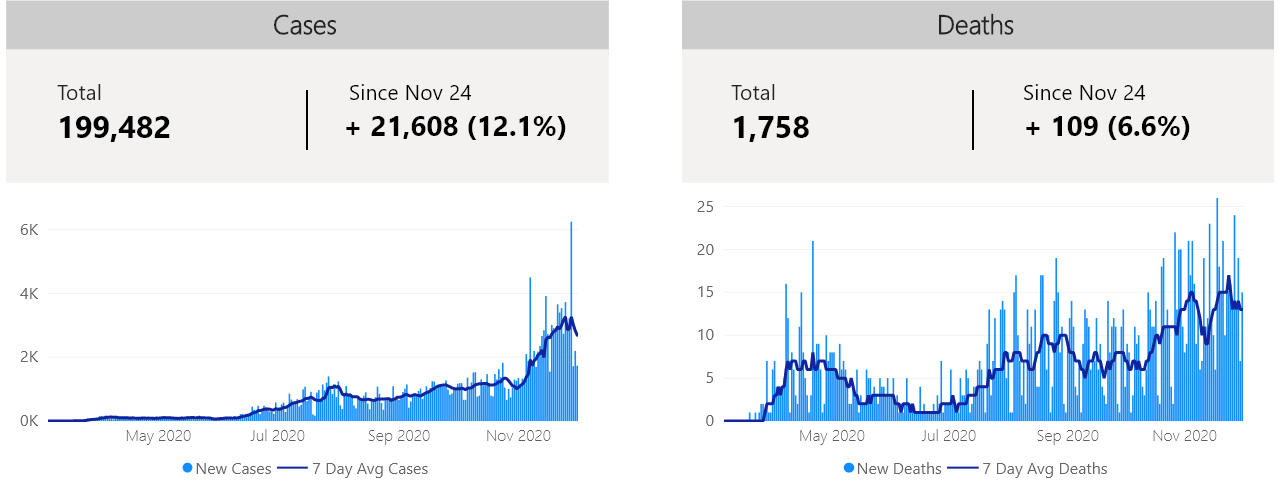 Cases
Total
Since Nov 24
199,482
+ 21,608 (12.1%)
6K
4K
2K
0K
May 2020
Jul 2020
Sep 2020
Nov 2020
New Cases
7 Day Avg Cases
Deaths
Total
Since Nov 24
1,758
+ 109 (6.6%)
25
20
15
10
5
0
May 2020
Jul 2020
Sep 2020
Nov 2020
New Deaths
7 Day Avg Deaths